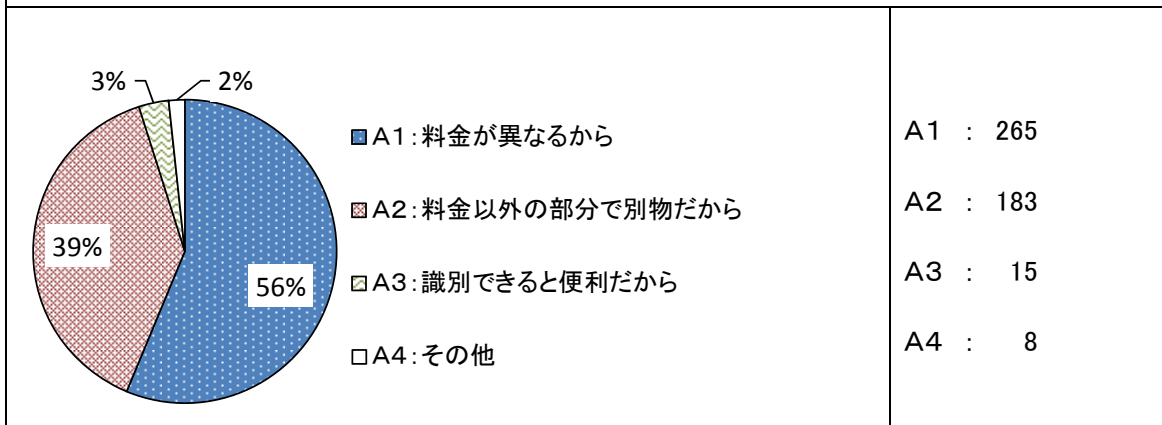 3%
2%
39%
56%
A1:料金が異なるから
A2:料金以外の部分で別物だから
A3:識別できると便利だから
A4:その他
A1 : 265
A2 : 183
A3 : 15
A4 : 8